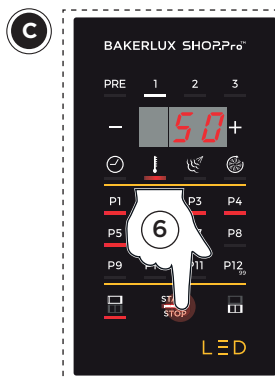 C
BAKERLUX SHOP.Pro™
PRE 1 2 3
− 50 +
P1 P3 P4
P5 6 P8
P9 P11 P12
99
STOP
LED